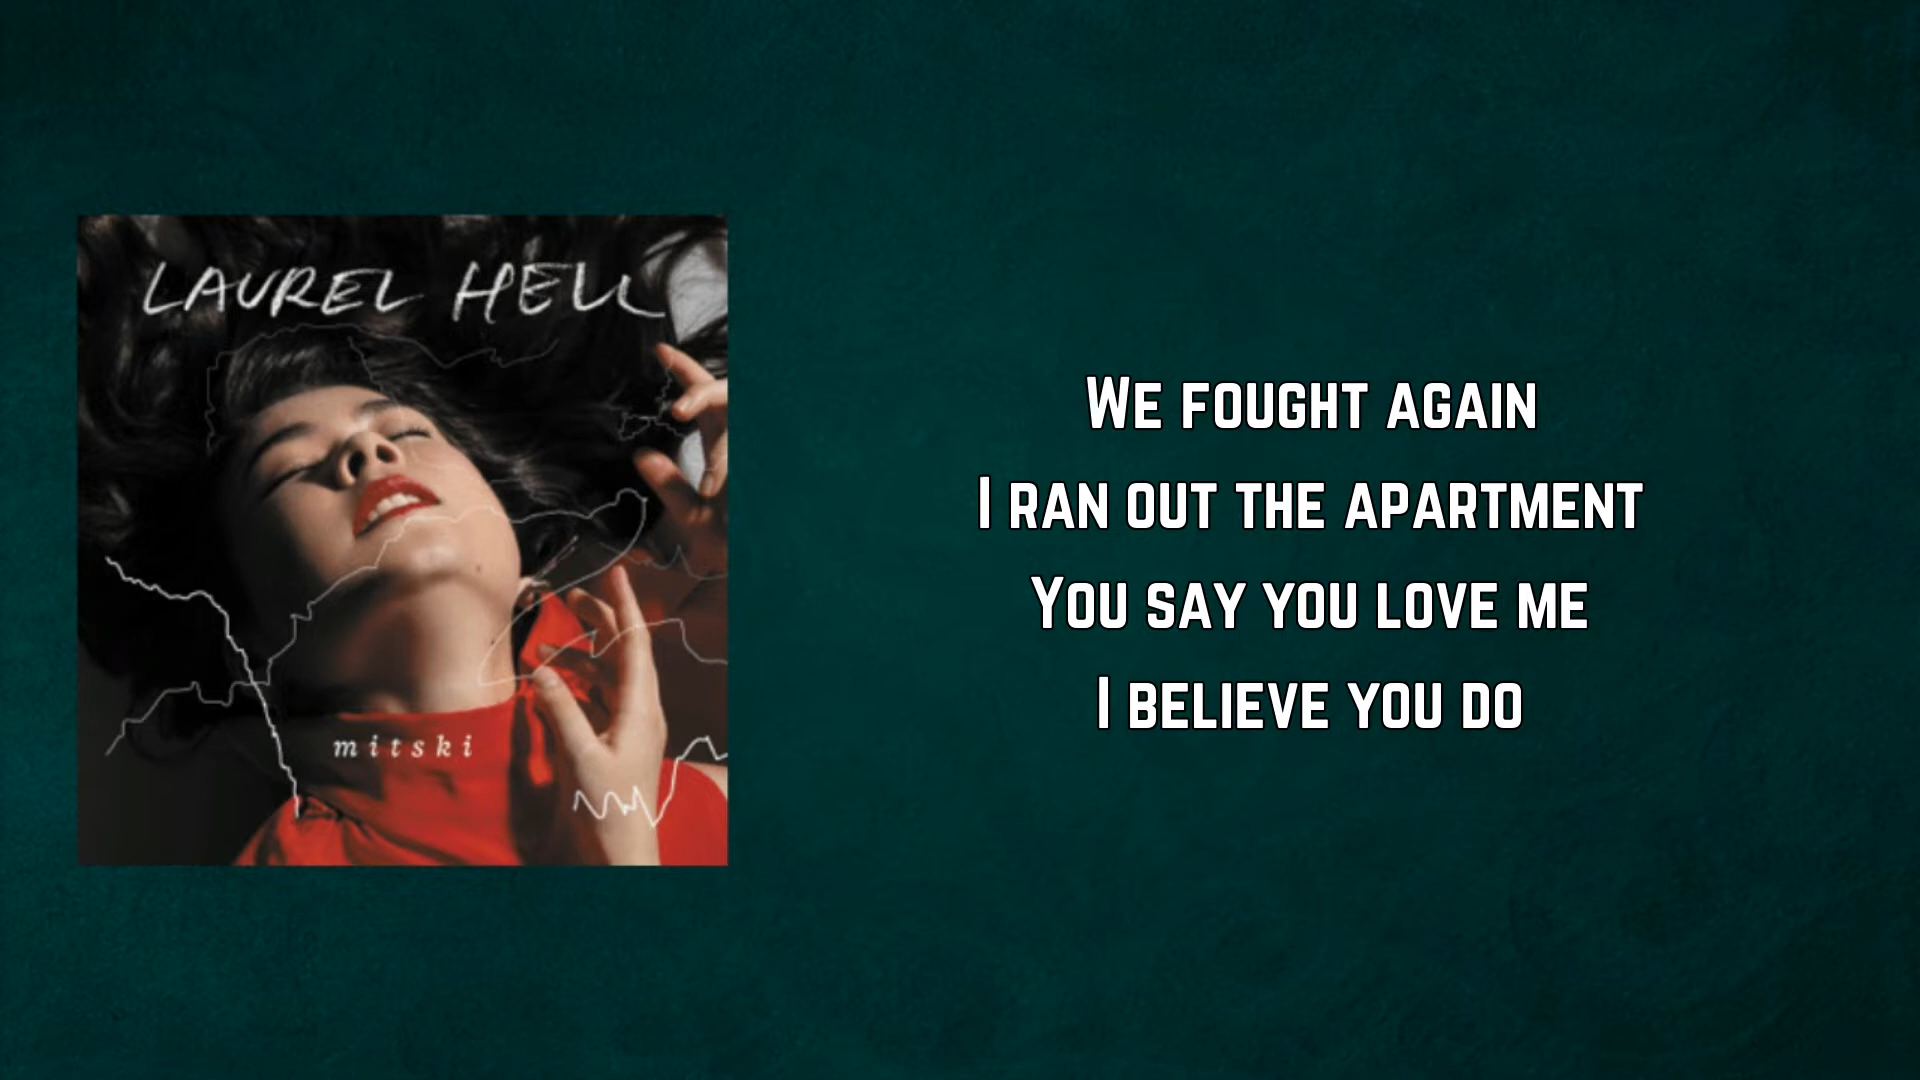 LAUREL HELL
mitski
We fought again
I ran out the apartment
You say you love me
I believe you do